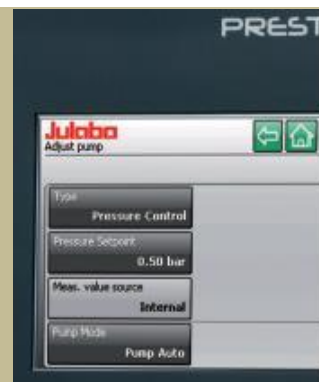 PREST
Julabo
Adjust pump
Type
Pressure Control
Pressure Setpoint
0.50 bar
Meas. value source
Internal
Pump Mode
Pump Auto